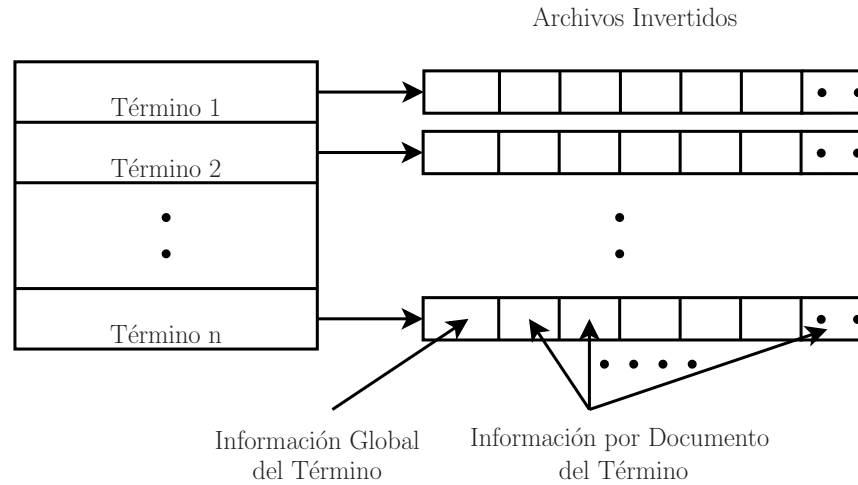 Archivos Invertidos
Término 1
Término 2
Término n
Información Global
del Término
Información por Documento
del Término